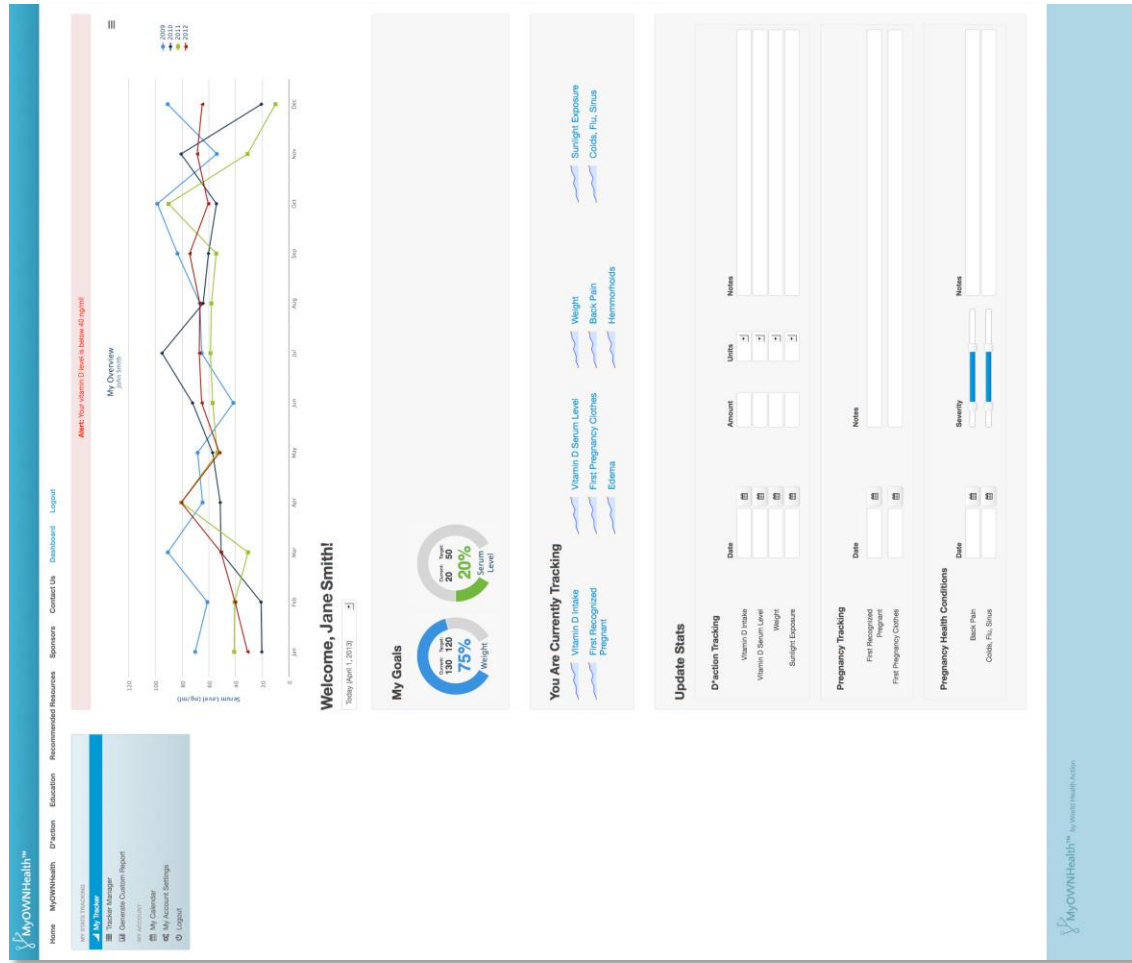 MyOWNHealth™
Home MyOWNHealth D*action Education Recommended Resources Sponsors Contact Us Dashboard Logout
MY STATS TRACKING
My Tracker
Tracker Manager
Generate Custom Report
MY ACCOUNT
My Calendar
My Account Settings
Logout
Alert: Your vitamin D level is below 40 ng/ml!
My Overview
John Smith
Serum Level (ng/ml)
120
100
80
60
40
20
0
Jan Feb Mar Apr May Jun Jul Aug Sep Oct Nov Dec
2009
2010
2011
2012
Welcome, Jane Smith!
Today (April 1, 2013)
My Goals
Current: Target:
130 120
75%
Weight
Current: Target:
20 50
20%
Serum
Level
You Are Currently Tracking
Vitamin D Intake Vitamin D Serum Level Weight Sunlight Exposure
First Recognized
Pregnant
First Pregnancy Clothes Back Pain Colds, Flu, Sinus
Edema Hemmorhoids
Update Stats
D*action Tracking
Date Amount Units Notes
Vitamin D Intake
Vitamin D Serum Level
Weight
Sunlight Exposure
Pregnancy Tracking
Date Notes
First Recognized
Pregnant
First Pregnancy Clothes
Pregnancy Health Conditions
Date Severity Notes
Back Pain
Colds, Flu, Sinus
MyOWNHealth™ by World Health Action